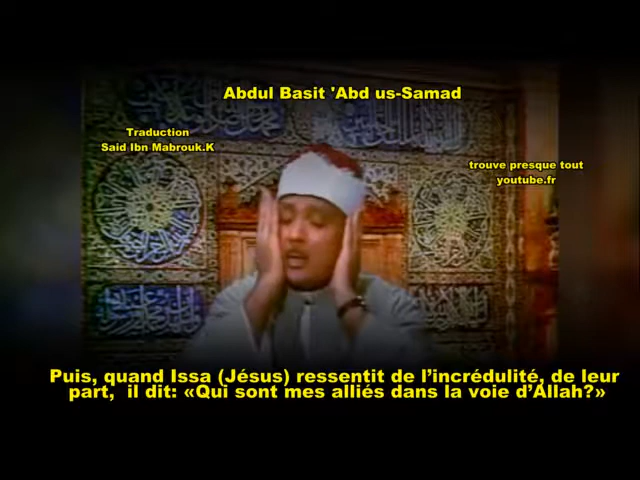 Abdul Basit 'Abd us-Samad
Traduction
Said Ibn Mabrouk.K
trouve presque tout
youtube.fr
Puis, quand Issa (Jésus) ressentit de l’incrédulité, de leur
part, il dit: «Qui sont mes alliés dans la voie d’Allah?»